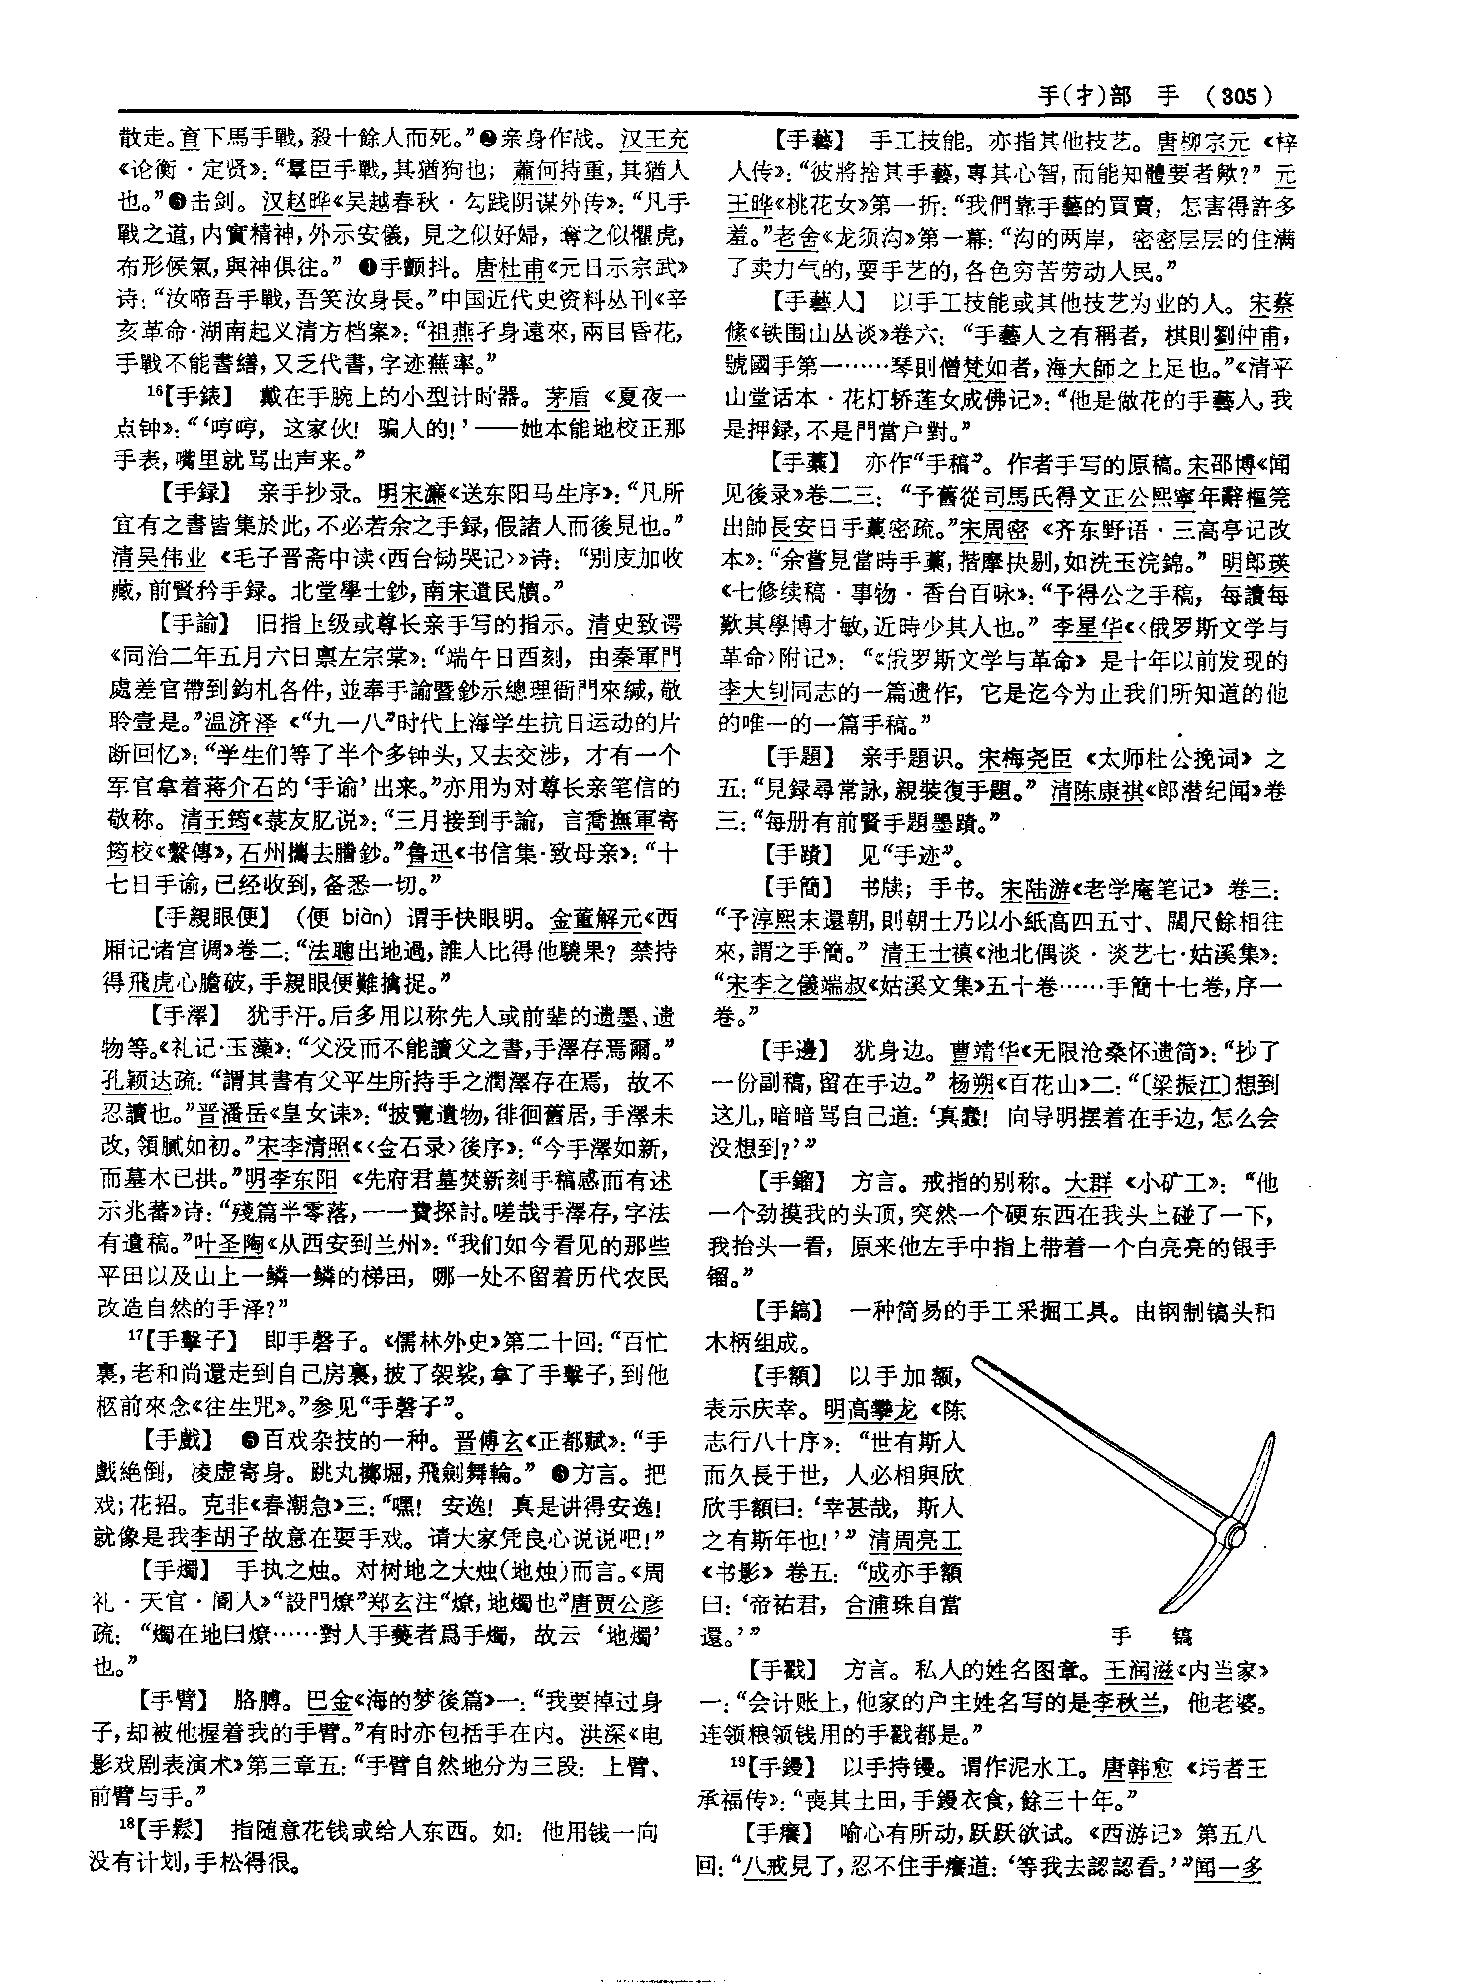 手(扌)部　手　(305)
散走。育下馬手戰，殺十餘人而死。”❷亲身作战。汉王充
《论衡·定贤》：“羣臣手戰，其猶狗也；蕭何持重，其猶人
也。”❸击剑。汉赵晔《吴越春秋·勾践阴谋外传》：“凡手
戰之道，内實精神，外示安儀，見之似好婦，奪之似懼虎，
布形候氣，與神俱往。”❹手颤抖。唐杜甫《元日示宗武》
诗：“汝啼吾手戰，吾笑汝身長。”中国近代史资料丛刊《辛
亥革命·湖南起义清方档案》：“祖燕孑身遠來，兩目昏花，
手戰不能書繕，又乏代書，字迹蕪率。”
16【手錶】　戴在手腕上的小型计时器。茅盾《夏夜一
点钟》：“‘哼哼，这家伙！骗人的！’——她本能地校正那
手表，嘴里就骂出声来。”
【手録】　亲手抄录。明宋濂《送东阳马生序》：“凡所
宜有之書皆集於此，不必若余之手録，假諸人而後見也。”
清吴伟业《毛子晋斋中读〈西台恸哭记〉》诗：“别庋加收
藏，前賢矜手録。北堂學士鈔，南宋遺民牘。”
【手諭】　旧指上级或尊长亲手写的指示。清史致谔
《同治二年五月六日禀左宗棠》：“端午日酉刻，由秦軍門
處差官帶到鈞札各件，並奉手諭暨鈔示總理衙門來緘，敬
聆壹是。”温济泽《“九一八”时代上海学生抗日运动的片
断回忆》：“学生们等了半个多钟头，又去交涉，才有一个
军官拿着蒋介石的‘手谕’出来。”亦用为对尊长亲笔信的
敬称。清王筠《菉友肊说》：“三月接到手諭，言喬撫軍寄
筠校《繫傳》，石州攜去謄鈔。”鲁迅《书信集·致母亲》：“十
七日手谕，已经收到，备悉一切。”
【手親眼便】　(便 biàn)　谓手快眼明。金董解元《西
厢记诸宫调》卷二：“法聰出地過，誰人比得他驍果？禁持
得飛虎心膽破，手親眼便難擒捉。”
【手澤】　犹手汗。后多用以称先人或前辈的遗墨、遗
物等。《礼记·玉藻》：“父没而不能讀父之書，手澤存焉爾。”
孔颖达疏：“謂其書有父平生所持手之潤澤存在焉，故不
忍讀也。”晋潘岳《皇女诔》：“披覽遺物，徘徊舊居，手澤未
改，領膩如初。”宋李清照《〈金石录〉後序》：“今手澤如新，
而墓木已拱。”明李东阳《先府君墓焚新刻手稿感而有述
示兆蕃》诗：“殘篇半零落，一一費探討。嗟哉手澤存，字法
有遺稿。”叶圣陶《从西安到兰州》：“我们如今看见的那些
平田以及山上一鳞一鳞的梯田，哪一处不留着历代农民
改造自然的手泽？”
17【手擊子】　即手磬子。《儒林外史》第二十回：“百忙
裏，老和尚還走到自己房裏，披了袈裟，拿了手擊子，到他
柩前來念《往生咒》。”参见“手磬子”。
【手戲】　❺百戏杂技的一种。晋傅玄《正都赋》：“手
戲絶倒，凌虚寄身。跳丸擲堀，飛劍舞輪。”❻方言。把
戏；花招。克非《春潮急》三：“嘿！安逸！真是讲得安逸！
就像是我李胡子故意在耍手戏。请大家凭良心说说吧！”
【手燭】　手执之烛。对树地之大烛(地烛)而言。《周
礼·天官·阍人》“設門燎”郑玄注“燎，地燭也”唐贾公彦
疏：“燭在地曰燎……對人手爇者爲手燭，故云‘地燭’
也。”
【手臂】　胳膊。巴金《海的梦後篇》一：“我要掉过身
子，却被他握着我的手臂。”有时亦包括手在内。洪深《电
影戏剧表演术》第三章五：“手臂自然地分为三段：上臂、
前臂与手。”
18【手鬆】　指随意花钱或给人东西。如：他用钱一向
没有计划，手松得很。
【手藝】　手工技能。亦指其他技艺。唐柳宗元《梓
人传》：“彼將捨其手藝，專其心智，而能知體要者歟？”元
王晔《桃花女》第一折：“我們靠手藝的買賣，怎害得許多
羞。”老舍《龙须沟》第一幕：“沟的两岸，密密层层的住满
了卖力气的，耍手艺的，各色穷苦劳动人民。”
【手藝人】　以手工技能或其他技艺为业的人。宋蔡
絛《铁围山丛谈》卷六：“手藝人之有稱者，棋則劉仲甫，
號國手第一……琴則僧梵如者，海大師之上足也。”《清平
山堂话本·花灯轿莲女成佛记》：“他是做花的手藝人，我
是押録，不是門當户對。”
【手藁】　亦作“手稿”。作者手写的原稿。宋邵博《闻
见後录》卷二三：“予舊從司馬氏得文正公熙寧年辭樞筦
出帥長安日手藁密疏。”宋周密《齐东野语·三高亭记改
本》：“余嘗見當時手藁，揩摩抉剔，如洗玉浣錦。”明郎瑛
《七修续稿·事物·香台百咏》：“予得公之手稿，每讀每
歎其學博才敏，近時少其人也。”李星华《〈俄罗斯文学与
革命〉附记》：“《俄罗斯文学与革命》是十年以前发现的
李大钊同志的一篇遗作，它是迄今为止我们所知道的他
的唯一的一篇手稿。”
【手題】　亲手题识。宋梅尧臣《太师杜公挽词》之
五：“見録尋常詠，親裝復手題。”清陈康祺《郎潜纪闻》卷
三：“每册有前賢手題墨蹟。”
【手蹟】　见“手迹”。
【手簡】　书牍；手书。宋陆游《老学庵笔记》卷三：
“予淳熙末還朝，則朝士乃以小紙高四五寸、闊尺餘相往
來，謂之手簡。”清王士禛《池北偶谈·谈艺七·姑溪集》：
“宋李之儀端叔《姑溪文集》五十卷……手簡十七卷，序一
卷。”
【手邊】　犹身边。曹靖华《无限沧桑怀遗简》：“抄了
一份副稿，留在手边。”杨朔《百花山》二：“〔梁振江〕想到
这儿，暗暗骂自己道：‘真蠢！向导明摆着在手边，怎么会
没想到？’”
【手鎦】　方言。戒指的别称。大群《小矿工》：“他
一个劲摸我的头顶，突然一个硬东西在我头上碰了一下，
我抬头一看，原来他左手中指上带着一个白亮亮的银手
镏。”
【手鎬】　一种简易的手工采掘工具。由钢制镐头和
木柄组成。
【手額】　以手加额，
表示庆幸。明高攀龙《陈
志行八十序》：“世有斯人
而久長于世，人必相與欣
欣手額曰：‘幸甚哉，斯人
之有斯年也！’”清周亮工
《书影》卷五：“成亦手額
曰：‘帝祐君，合浦珠自當
還。’”
手　镐
【手戳】　方言。私人的姓名图章。王润滋《内当家》
一：“会计账上，他家的户主姓名写的是李秋兰，他老婆。
连领粮领钱用的手戳都是。”
19【手鏝】　以手持镘。谓作泥水工。唐韩愈《圬者王
承福传》：“喪其土田，手鏝衣食，餘三十年。”
【手癢】　喻心有所动，跃跃欲试。《西游记》第五八
回：“八戒見了，忍不住手癢道：‘等我去認認看。’”闻一多